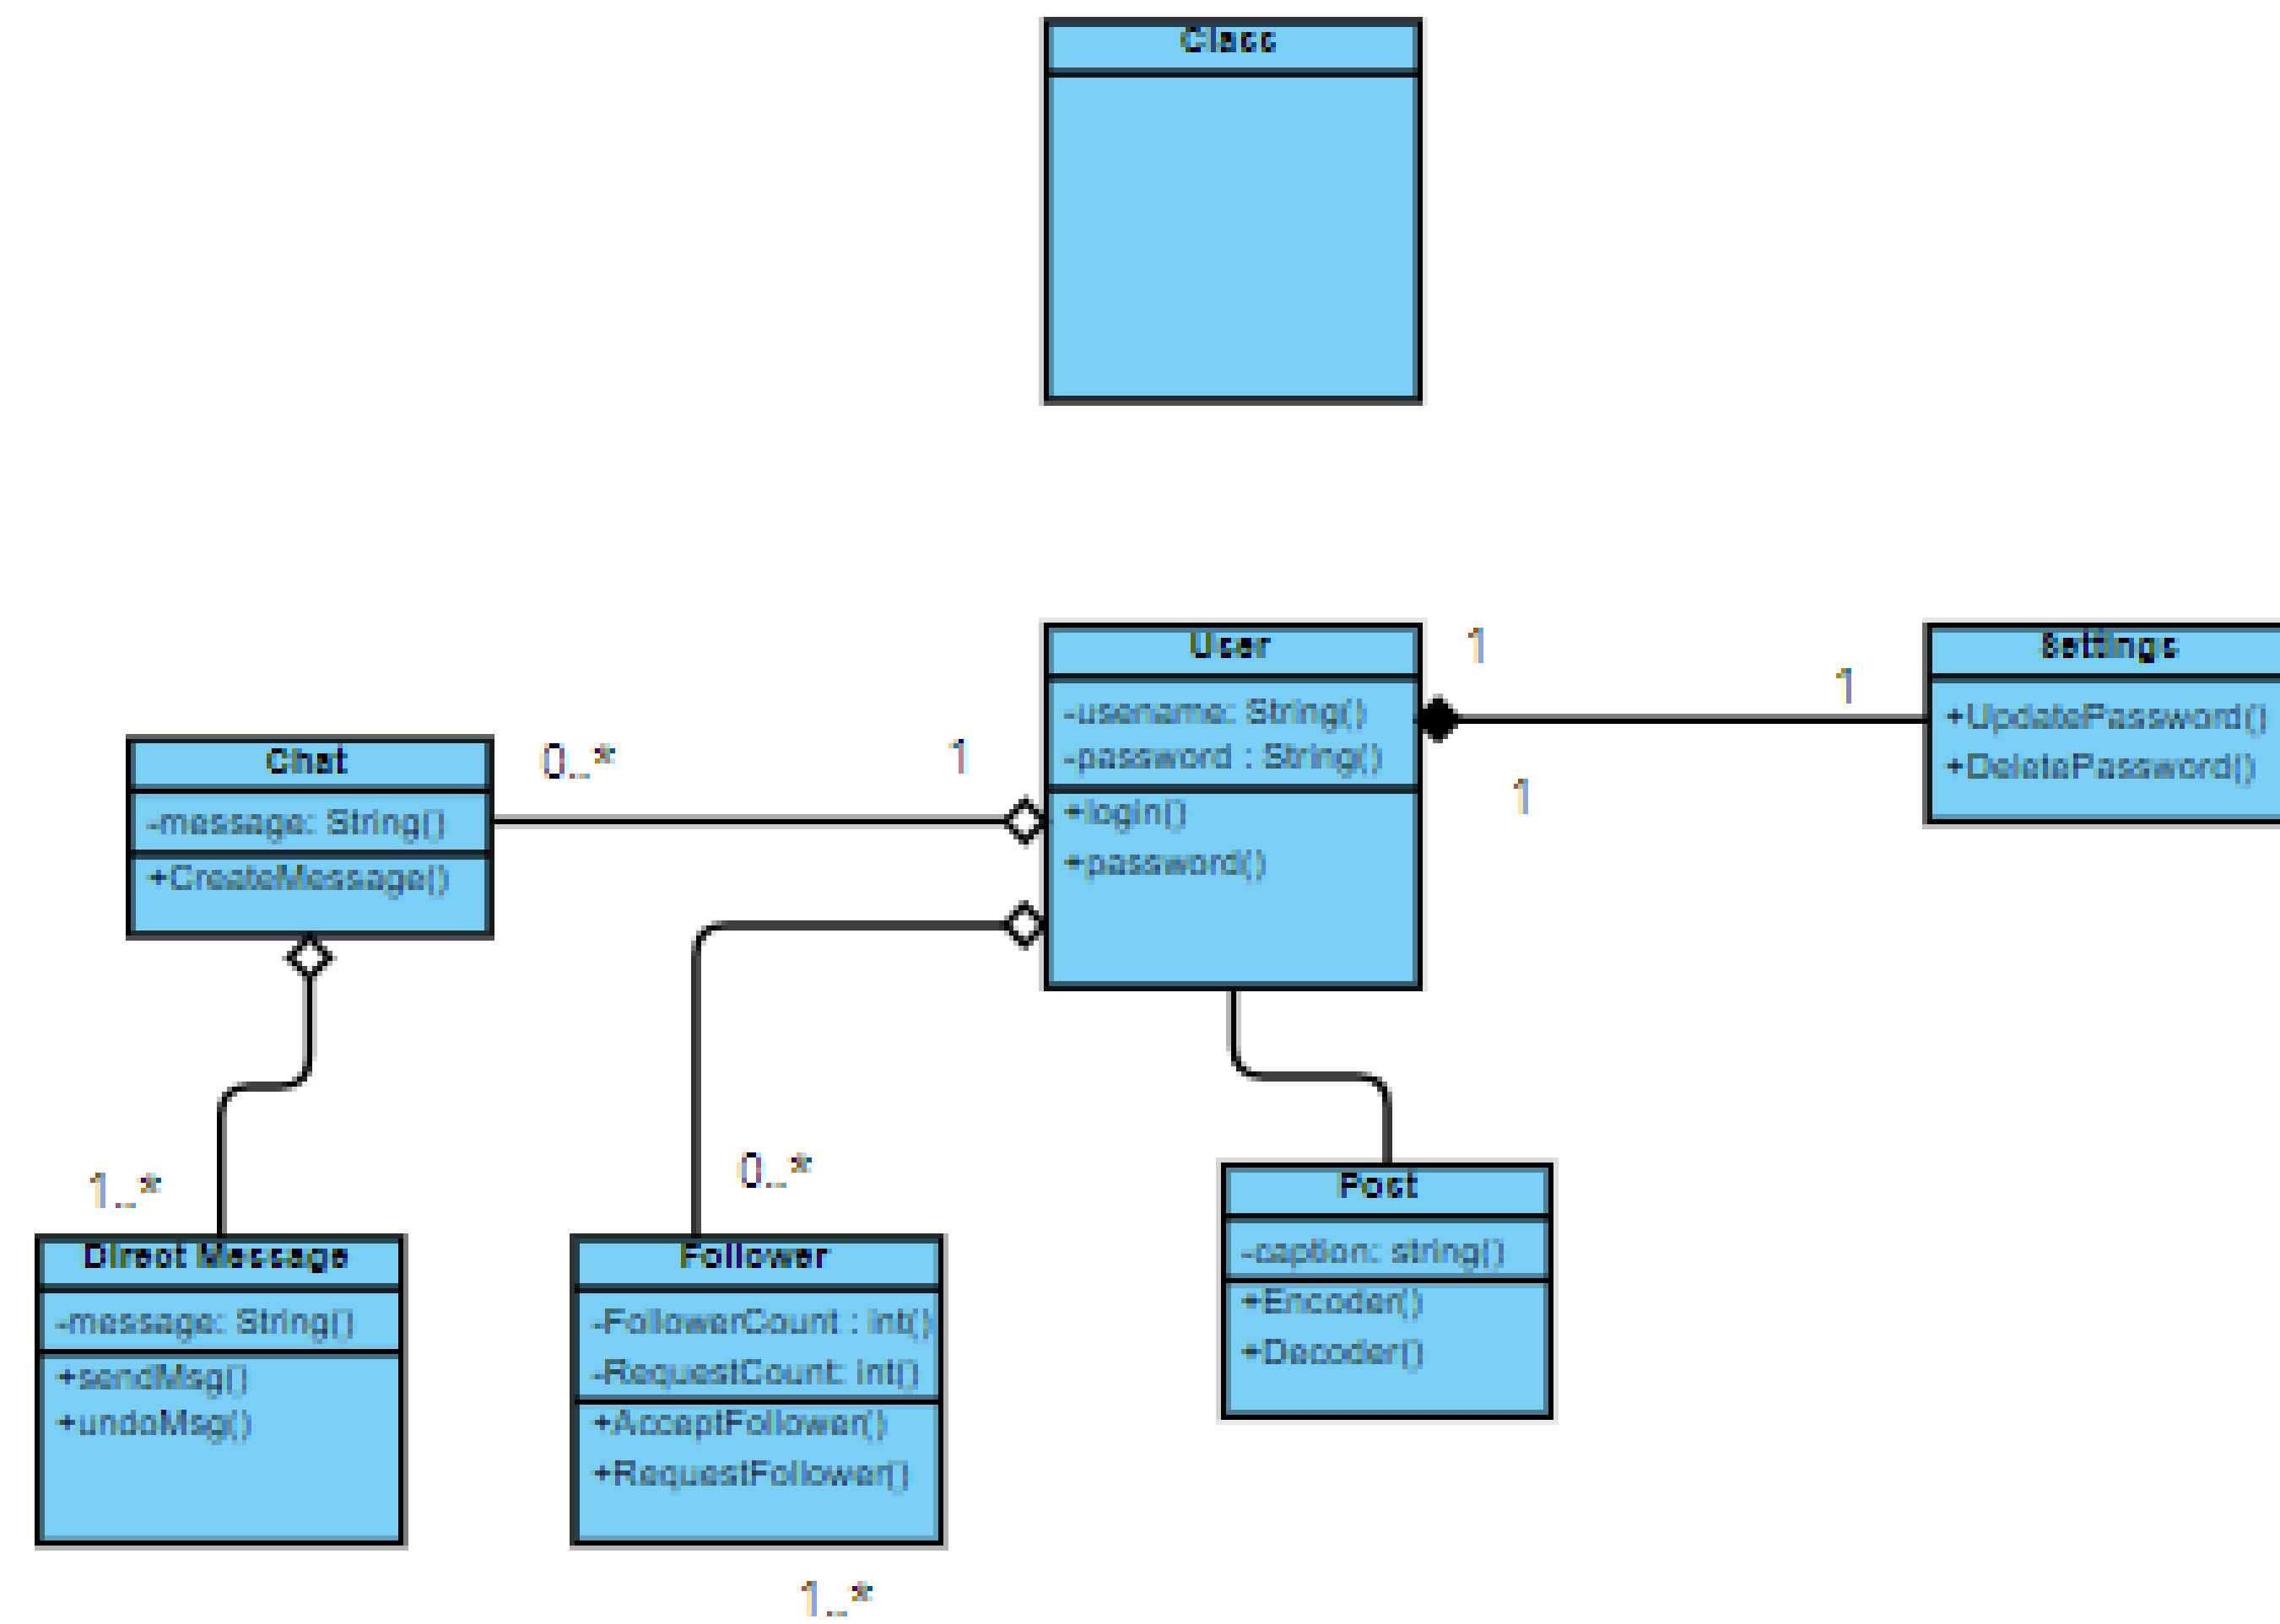 Class
User
-usename: String()
-password : String()
+login()
+password()
1
1
1
Settings
+UpdatePassword()
+DeletePassword()
Chat
-message: String()
+CreateMessage()
0..*
1
1..*
Direct Message
-message: String()
+sendMsg()
+undoMsg()
0..*
Follower
-FollowerCount : int()
-RequestCount: int()
+AcceptFollower()
+RequestFollower()
1..*
Post
-caption: string()
+Encoder()
+Decoder()